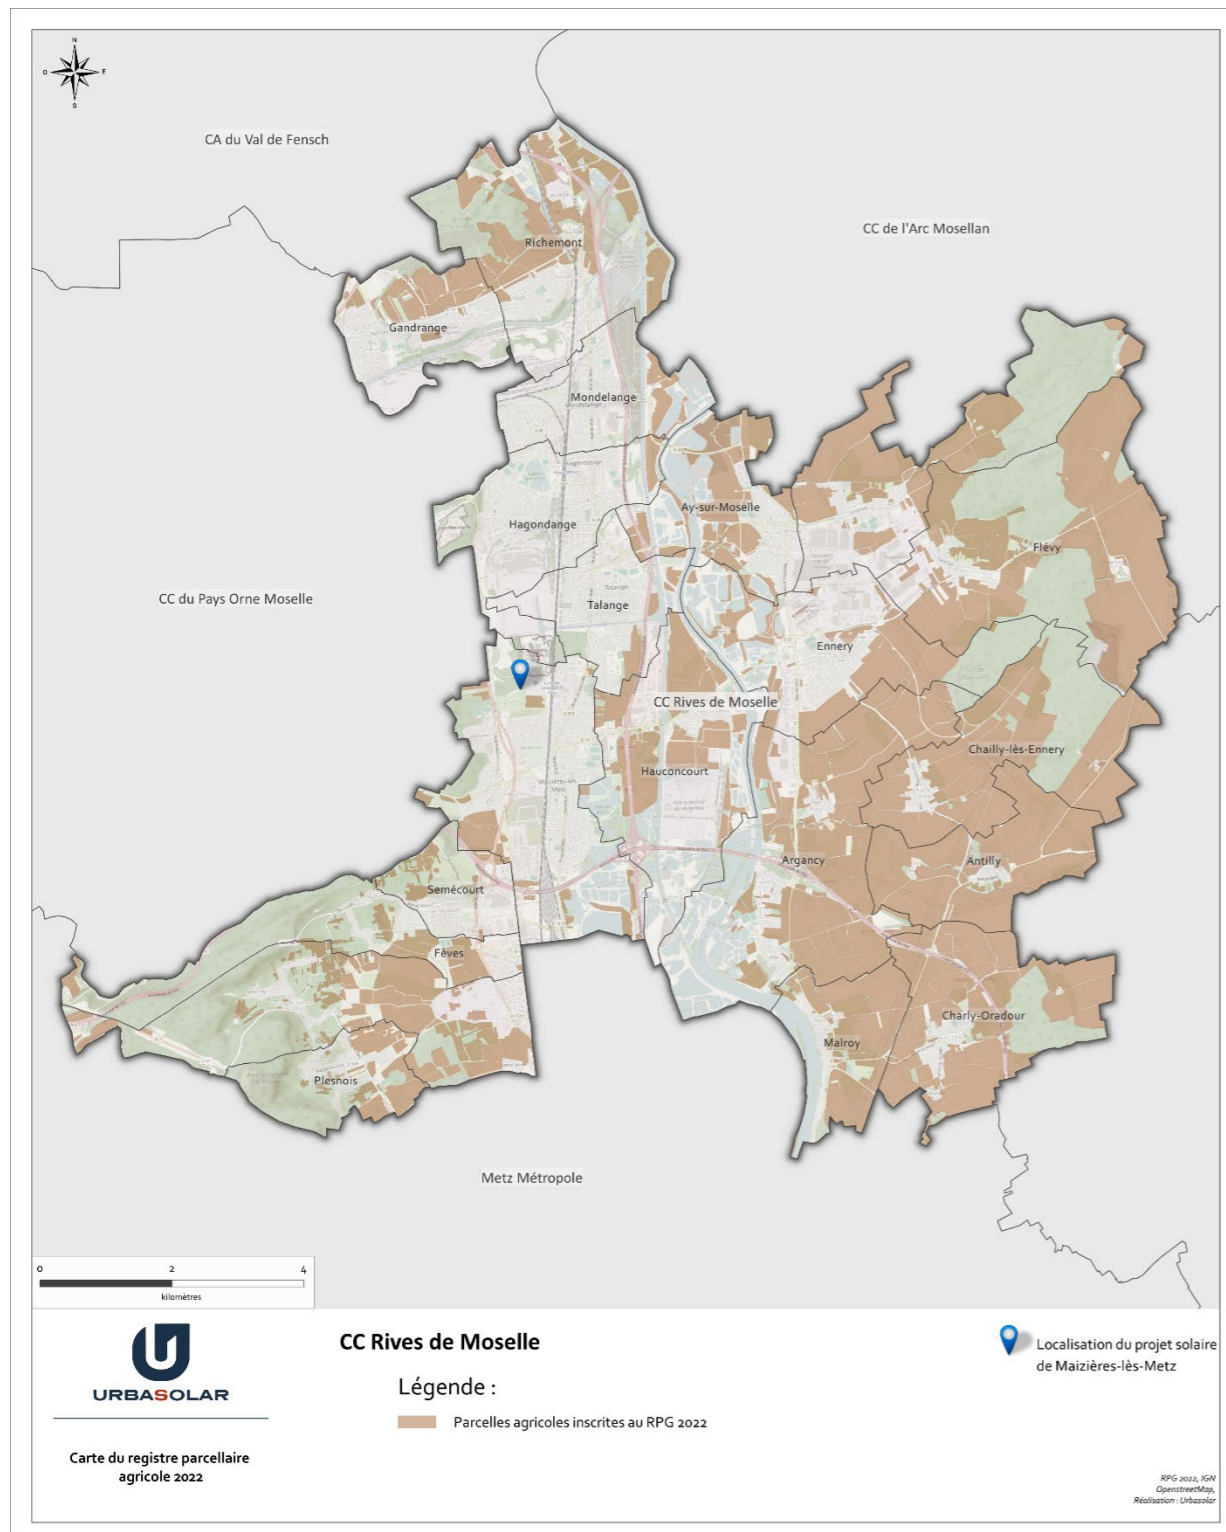 N
O
E
S
CA du Val de Fensch
CC de l'Arc Mosellan
Richemont
Gandrange
Mondelange
Hagondange
Ay-sur-Moselle
Hagondange
Flévy
CC du Pays Orne Moselle
Talange
Talange
Ennery
CC Rives de Moselle
Chailly-lès-Ennery
Hauconcourt
Argancy
Antilly
Semécourt
Fèves
Charly-Oradour
Malroy
Plesnois
Metz Métropole
0 2 4
kilomètres
CC Rives de Moselle
Localisation du projet solaire
de Maizières-lès-Metz
URBASOLAR
Légende :
Parcelles agricoles inscrites au RPG 2022
Carte du registre parcellaire
agricole 2022
RPG 2022, IGN
OpenstreetMap,
Réalisation : Urbasolar